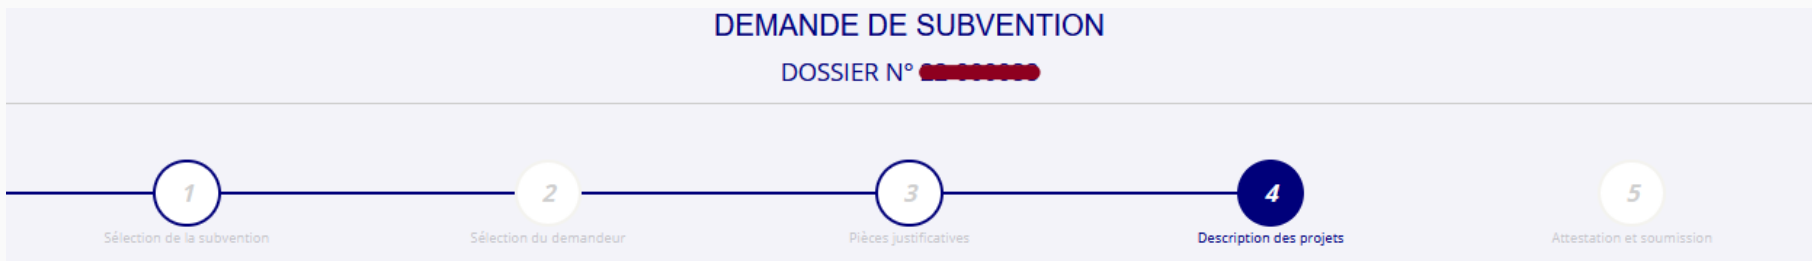 DEMANDE DE SUBVENTION
DOSSIER N°
1
2
3
4
5
Sélection de la subvention
Sélection du demandeur
Pièces justificatives
Description des projets
Attestation et soumission